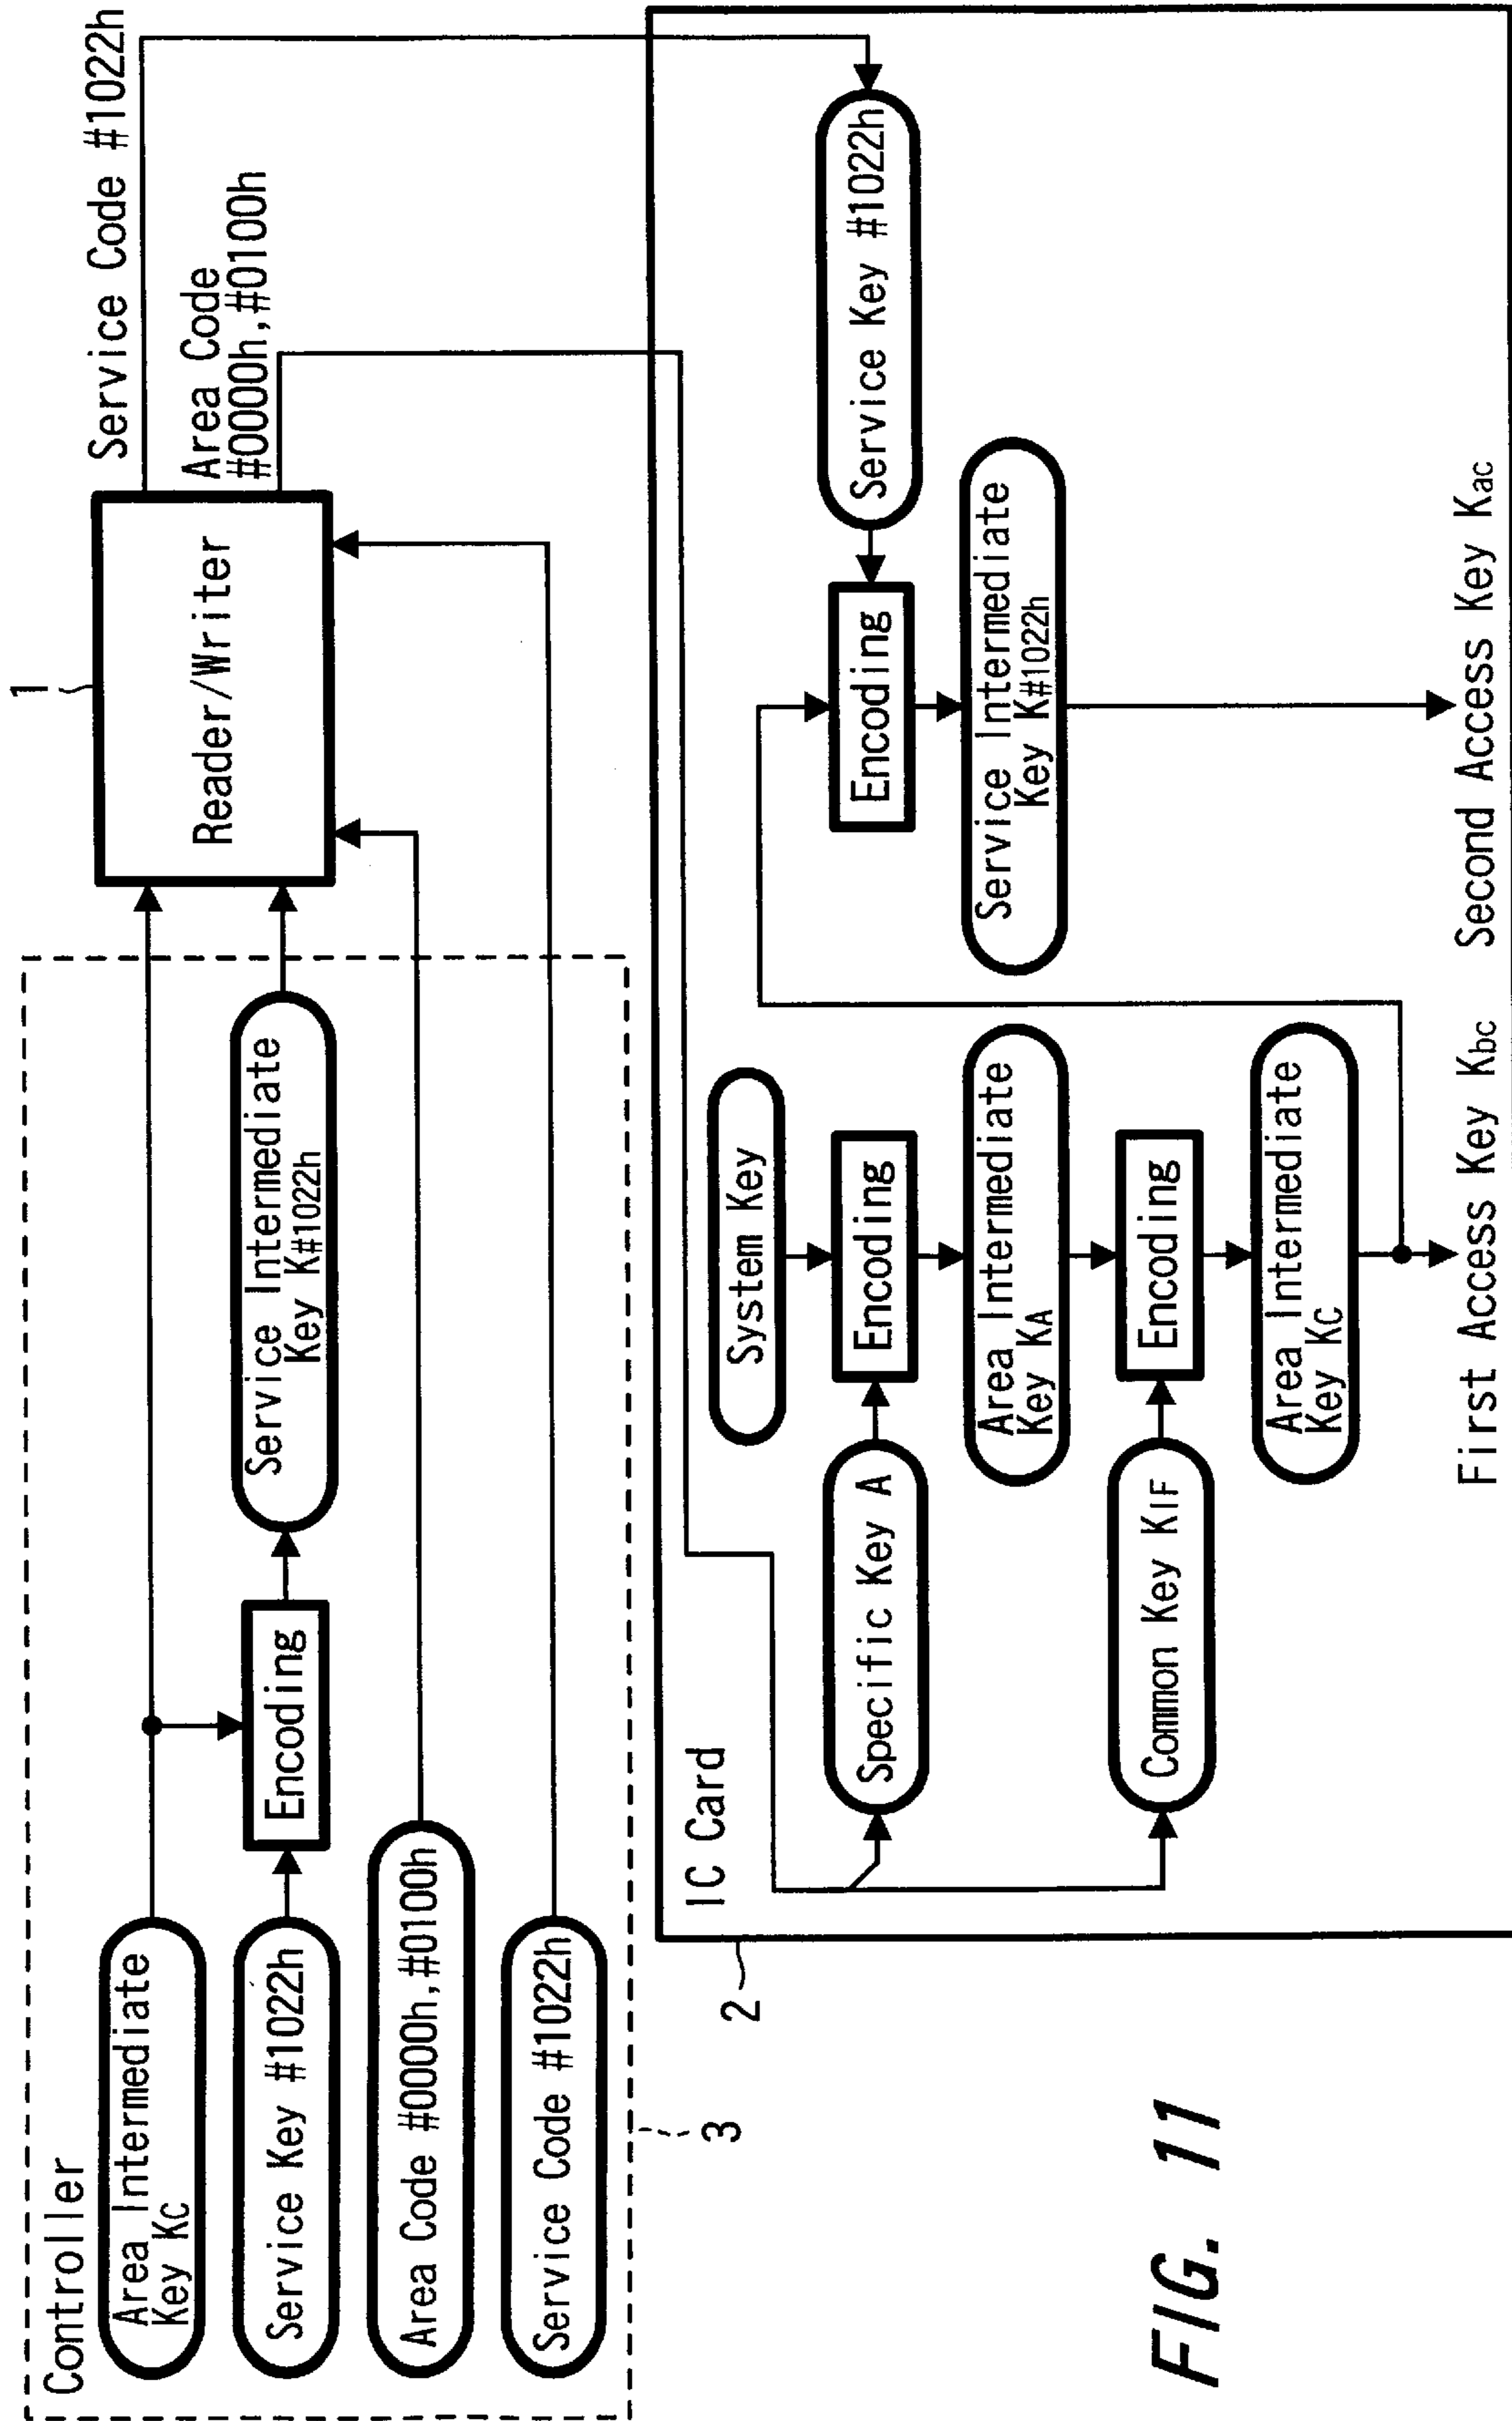 Controller
Area Intermediate
Key KC
Service Key #1022h
Area Code #0000h,#0100h
Service Code #1022h
3
Encoding
Service Intermediate
Key K#1022h
1
Reader/Writer
Service Code #1022h
Area Code
#0000h,#0100h
2
IC Card
System Key
Specific Key A
Encoding
Area Intermediate
Key KA
Common Key KIF
Encoding
Area Intermediate
Key KC
Service Key #1022h
Encoding
Service Intermediate
Key K#1022h
First Access Key Kbc
Second Access Key Kac
FIG. 11